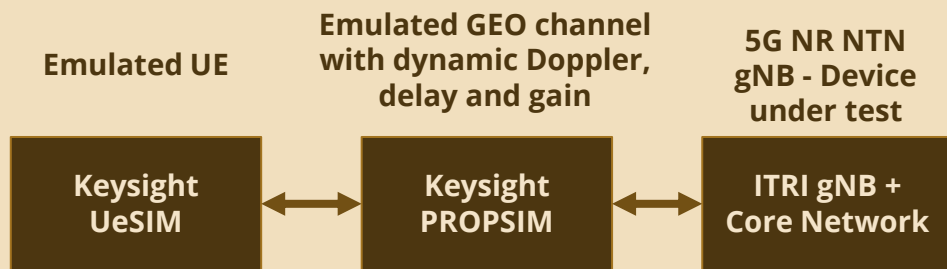 Emulated UE
Emulated GEO channel
with dynamic Doppler,
delay and gain
5G NR NTN
gNB - Device
under test
Keysight
UeSIM
Keysight
PROPSIM
ITRI gNB +
Core Network